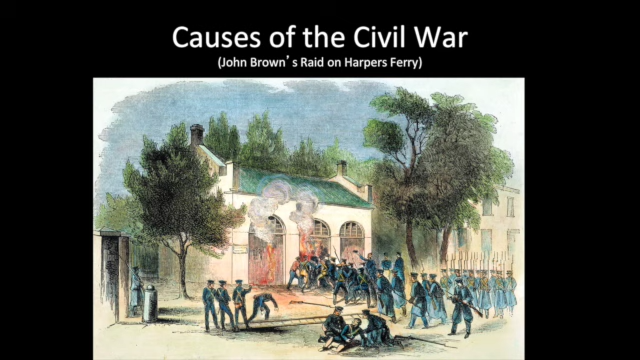 Causes of the Civil War
(John Brown’s Raid on Harpers Ferry)